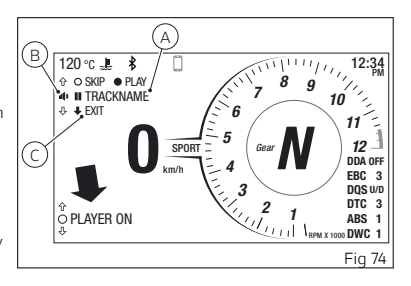 A
B
120 °C
12:34
PM
SKIP PLAY
TRACKNAME
EXIT
C
0
km/h
SPORT
Gear
N
1
2
3
4
5
6
7
8
9
10
11
12
RPM X 1000
DDA OFF
EBC 3
DQS U/D
DTC 3
ABS 1
DWC 1
PLAYER ON
Fig 74